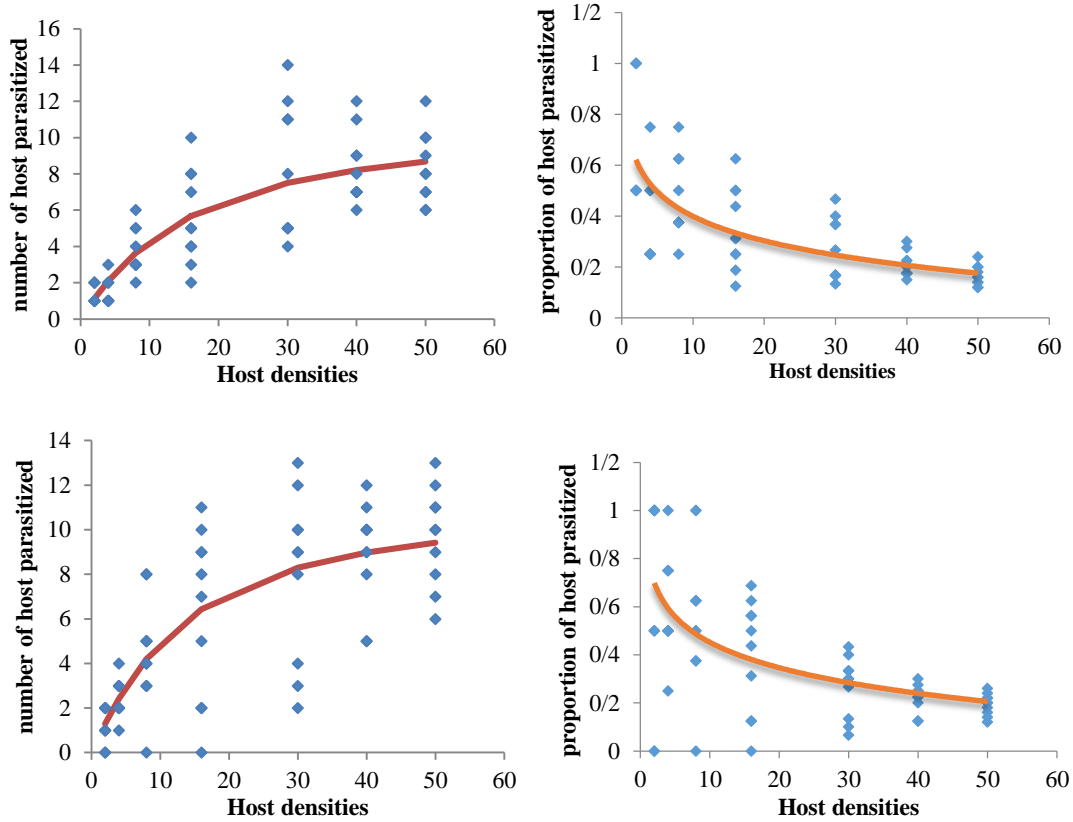 number of host parasitized
16
14
12
10
8
6
4
2
0
0 10 20 30 40 50 60
Host densities
proportion of host parasitized
1/2
1
0/8
0/6
0/4
0/2
0
0 10 20 30 40 50 60
Host densities
number of host parasitized
14
12
10
8
6
4
2
0
0 10 20 30 40 50 60
Host densities
proportion of host prasitized
1/2
1
0/8
0/6
0/4
0/2
0
0 10 20 30 40 50 60
Host densities